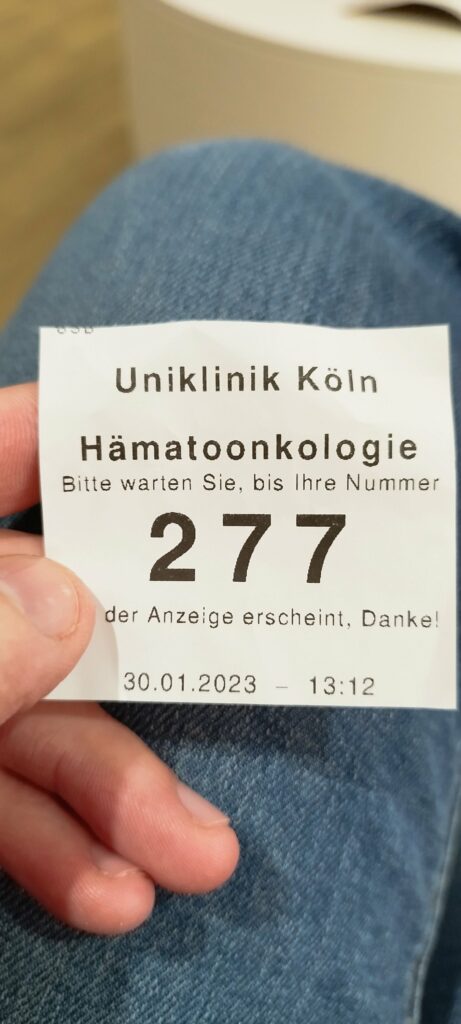 Uniklinik Köln
Hämatoonkologie
Bitte warten Sie, bis Ihre Nummer
277
der Anzeige erscheint, Danke!
30.01.2023 – 13:12